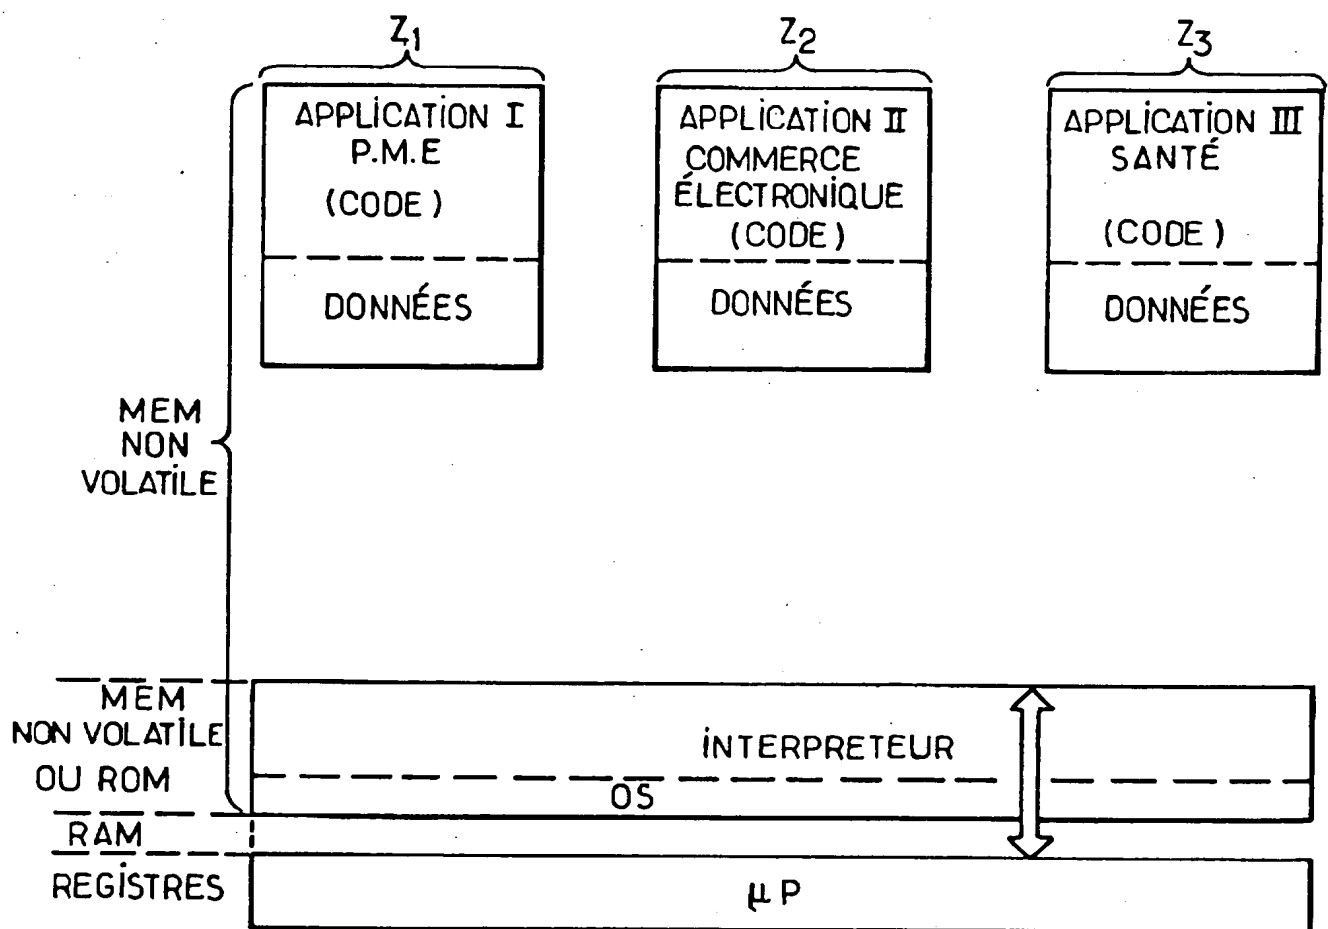 Z1
Z2
Z3
APPLICATION I
P.M.E
(CODE)
DONNÉES
APPLICATION II
COMMERCE
ÉLECTRONIQUE
(CODE)
DONNÉES
APPLICATION III
SANTÉ
(CODE)
DONNÉES
MEM
NON
VOLATILE
MEM
NON VOLATILE
OU ROM
INTERPRETEUR
OS
RAM
REGISTRES
µP